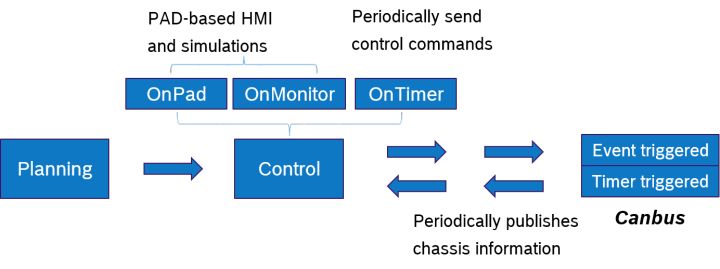 PAD-based HMI
and simulations
Periodically send
control commands
OnPad
OnMonitor
OnTimer
Planning
Control
Event triggered
Timer triggered
Canbus
Periodically publishes
chassis information